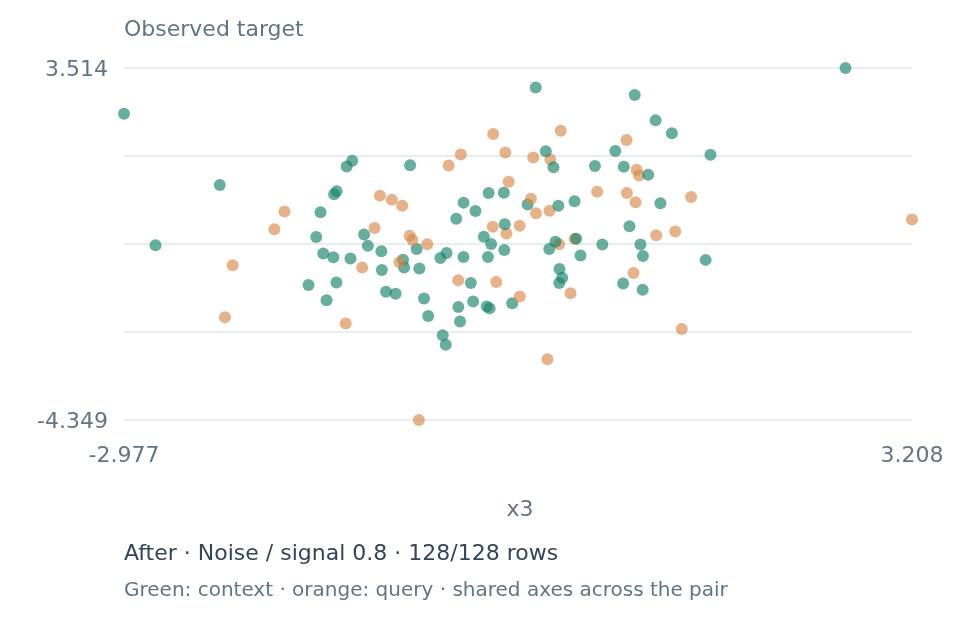 Observed target
3.514
-4.349
-2.977 3.208
x3
After · Noise / signal 0.8 · 128/128 rows
Green: context · orange: query · shared axes across the pair